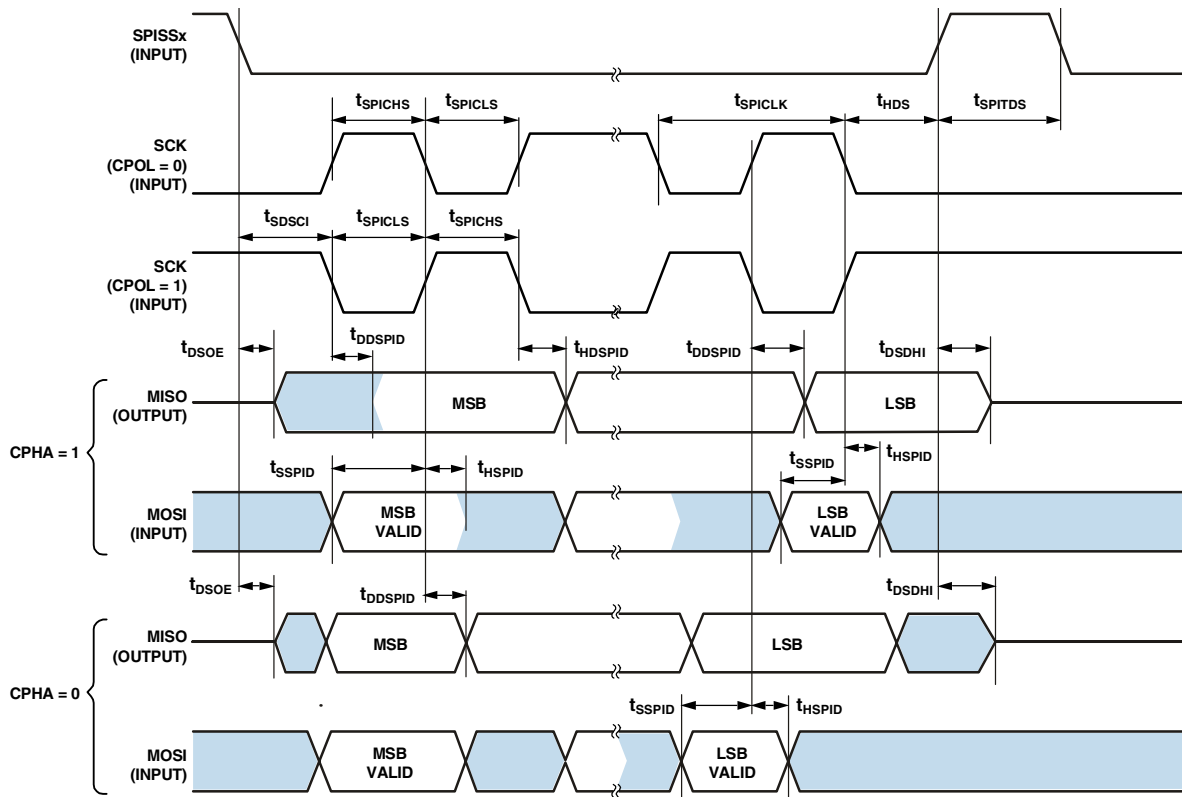 SPISSx
(INPUT)
tSPICHS tSPICLS tSPICLK tHDS tSPITDS
SCK
(CPOL = 0)
(INPUT)
tSDSCI tSPICLS tSPICHS
SCK
(CPOL = 1)
(INPUT)
tDSOE tDDSPID tHDSPID tDDSPID tDSDHI
MISO
(OUTPUT)
MSB LSB
CPHA = 1
tSSPID tHSPID tSSPID tHSPID
MOSI
(INPUT)
MSB
VALID
LSB
VALID
tDSOE tDDSPID tDSDHI
MISO
(OUTPUT)
MSB LSB
CPHA = 0
tSSPID tHSPID
MOSI
(INPUT)
MSB
VALID
LSB
VALID